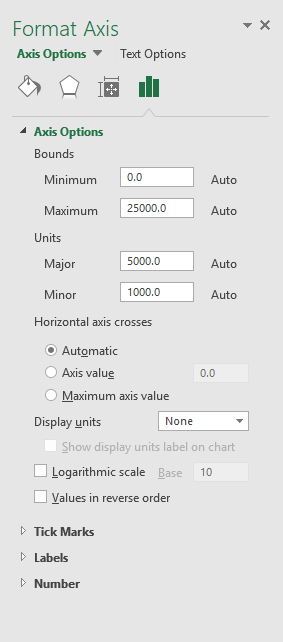 Format Axis
Axis Options Text Options
Axis Options
Bounds
Minimum 0.0 Auto
Maximum 25000.0 Auto
Units
Major 5000.0 Auto
Minor 1000.0 Auto
Horizontal axis crosses
Automatic
Axis value 0.0
Maximum axis value
Display units None
Show display units label on chart
Logarithmic scale Base 10
Values in reverse order
Tick Marks
Labels
Number